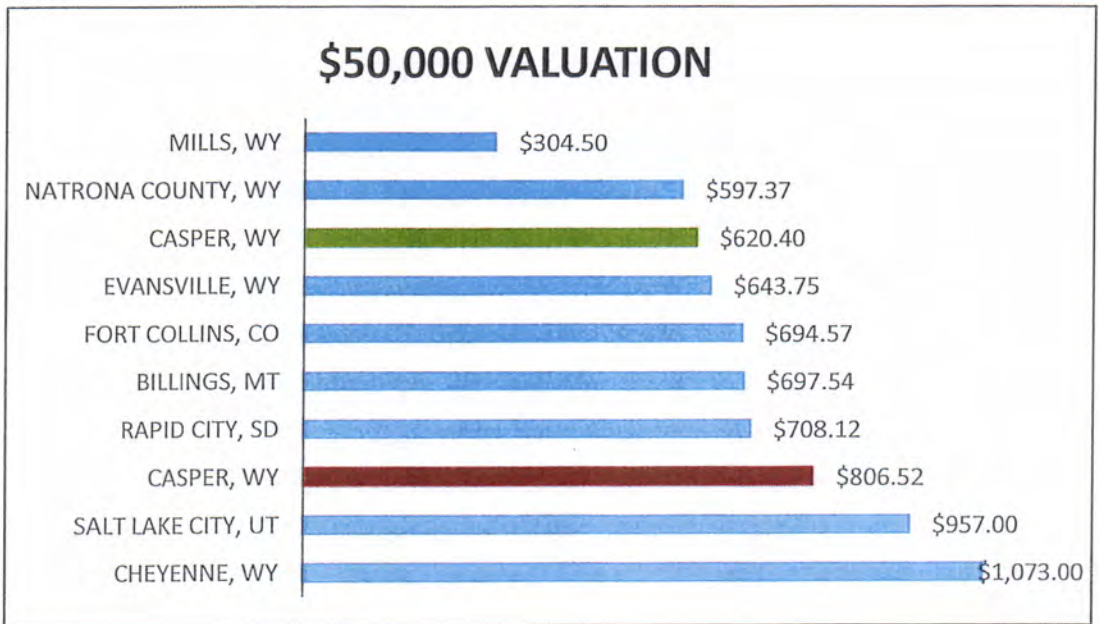 $50,000 VALUATION
MILLS, WY $304.50
NATRONA COUNTY, WY $597.37
CASPER, WY $620.40
EVANSVILLE, WY $643.75
FORT COLLINS, CO $694.57
BILLINGS, MT $697.54
RAPID CITY, SD $708.12
CASPER, WY $806.52
SALT LAKE CITY, UT $957.00
CHEYENNE, WY $1,073.00